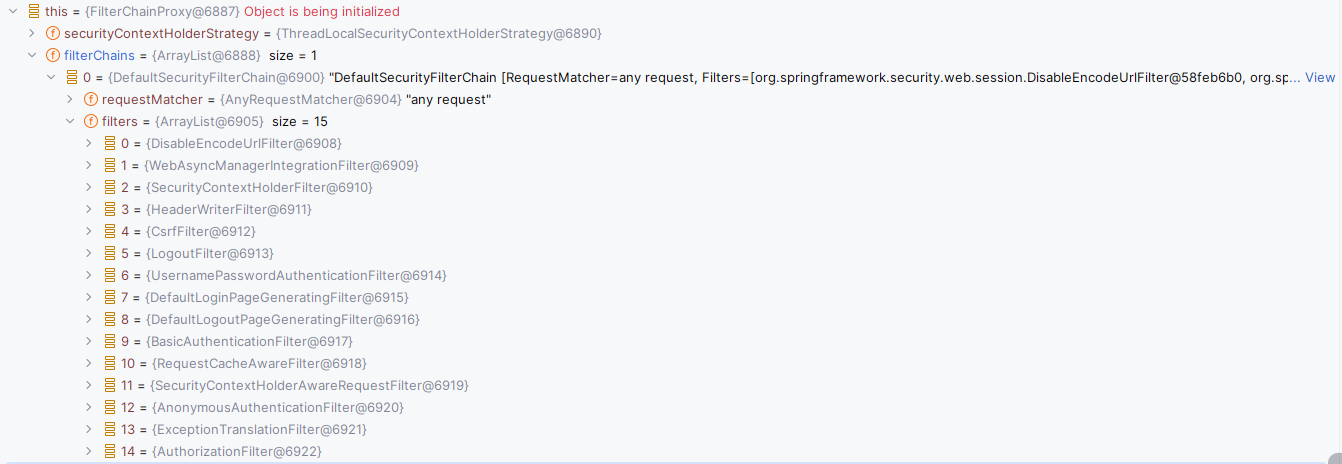 this = {FilterChainProxy@6887} Object is being initialized
f securityContextHolderStrategy = {ThreadLocalSecurityContextHolderStrategy@6890}
f filterChains = {ArrayList@6888} size = 1
0 = {DefaultSecurityFilterChain@6900} "DefaultSecurityFilterChain [RequestMatcher=any request, Filters=[org.springframework.security.web.session.DisableEncodeUrlFilter@58feb6b0, org.sp... View
f requestMatcher = {AnyRequestMatcher@6904} "any request"
f filters = {ArrayList@6905} size = 15
0 = {DisableEncodeUrlFilter@6908}
1 = {WebAsyncManagerIntegrationFilter@6909}
2 = {SecurityContextHolderFilter@6910}
3 = {HeaderWriterFilter@6911}
4 = {CsrfFilter@6912}
5 = {LogoutFilter@6913}
6 = {UsernamePasswordAuthenticationFilter@6914}
7 = {DefaultLoginPageGeneratingFilter@6915}
8 = {DefaultLogoutPageGeneratingFilter@6916}
9 = {BasicAuthenticationFilter@6917}
10 = {RequestCacheAwareFilter@6918}
11 = {SecurityContextHolderAwareRequestFilter@6919}
12 = {AnonymousAuthenticationFilter@6920}
13 = {ExceptionTranslationFilter@6921}
14 = {AuthorizationFilter@6922}